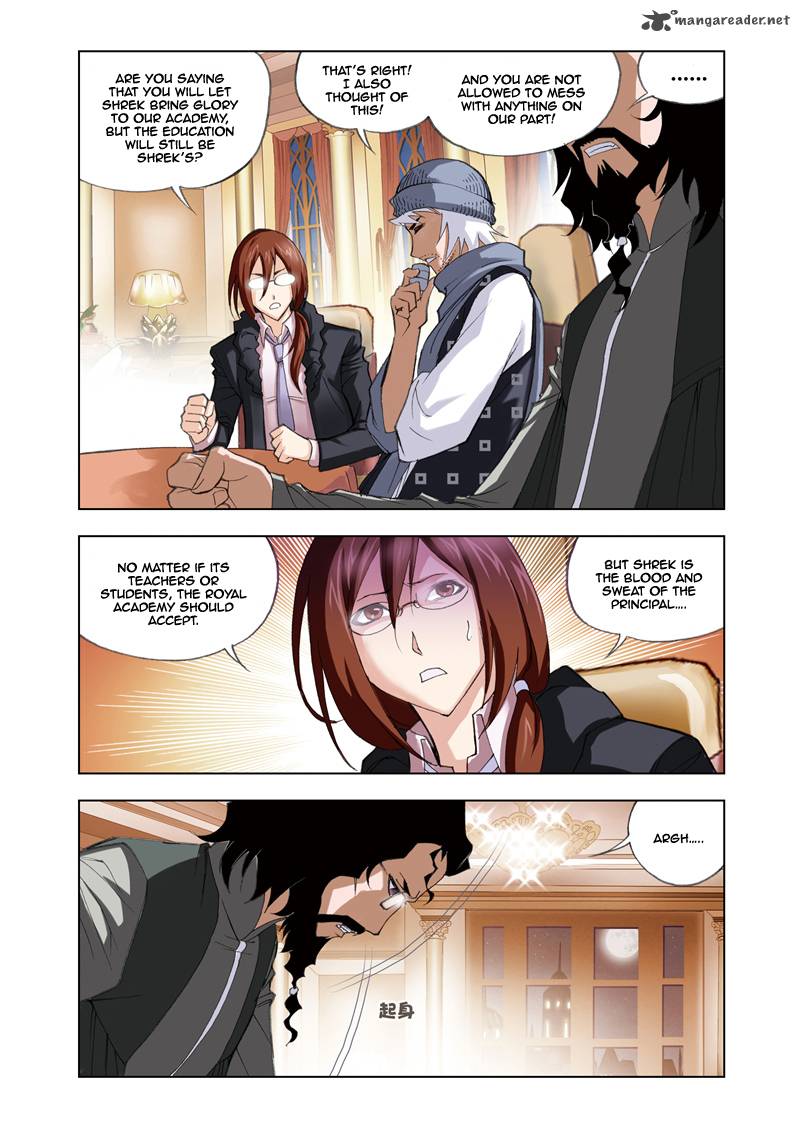 mangareader.net
ARE YOU SAYING
THAT YOU WILL LET
SHREK BRING GLORY
TO OUR ACADEMY,
BUT THE EDUCATION
WILL STILL BE
SHREK'S?
THAT'S RIGHT!
I ALSO
THOUGHT OF
THIS!
AND YOU ARE NOT
ALLOWED TO MESS
WITH ANYTHING ON
OUR PART!
......
NO MATTER IF ITS
TEACHERS OR
STUDENTS, THE ROYAL
ACADEMY SHOULD
ACCEPT.
BUT SHREK IS
THE BLOOD AND
SWEAT OF THE
PRINCIPAL....
ARGH.....
起身